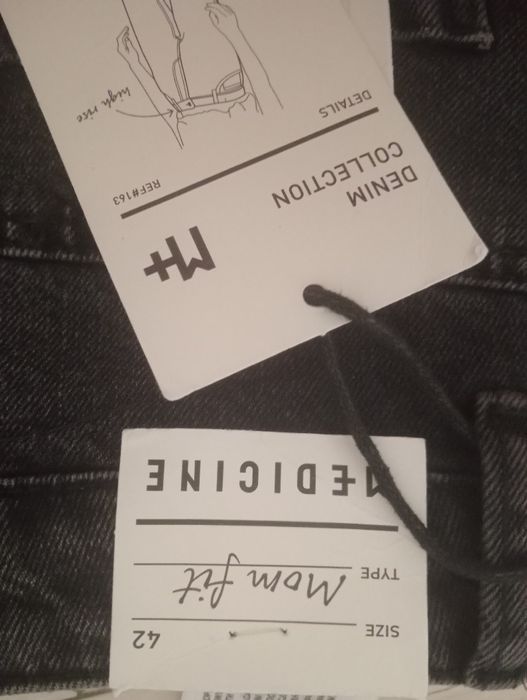 MEDICINE
TYPE Mom fit
SIZE 42
M+
DENIM
COLLECTION
REF#163 DETAILS
high rise